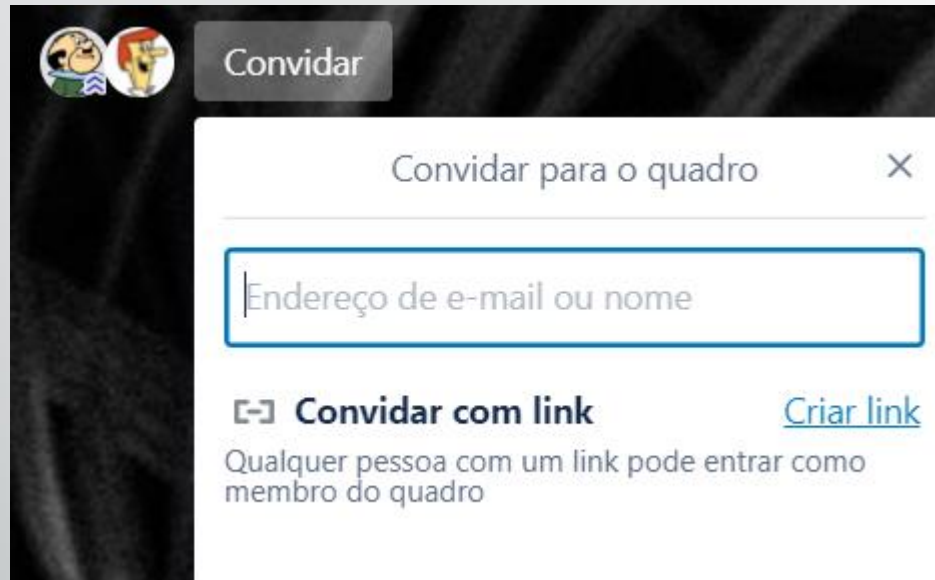 Convidar
Convidar para o quadro
Endereço de e-mail ou nome
Convidar com link Criar link
Qualquer pessoa com um link pode entrar como
membro do quadro